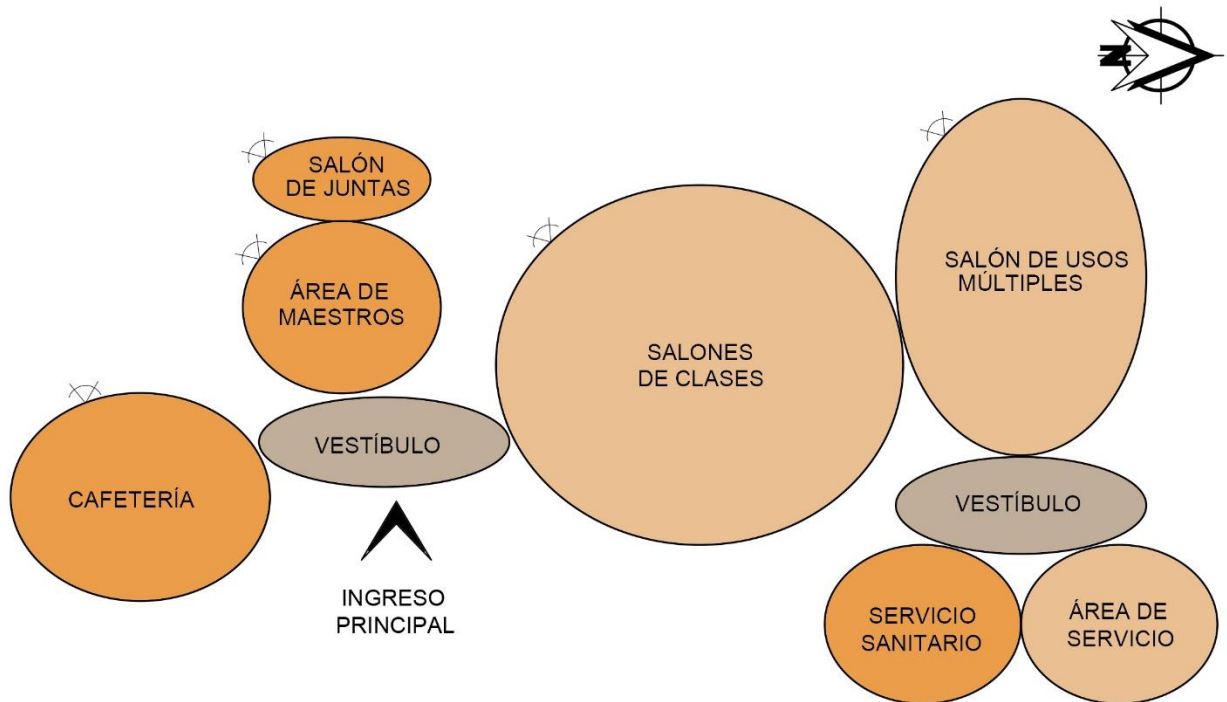 N
SALÓN
DE JUNTAS
ÁREA DE
MAESTROS
SALÓN DE USOS
MÚLTIPLES
SALONES
DE CLASES
VESTÍBULO
CAFETERÍA
VESTÍBULO
INGRESO
PRINCIPAL
SERVICIO
SANITARIO
ÁREA DE
SERVICIO